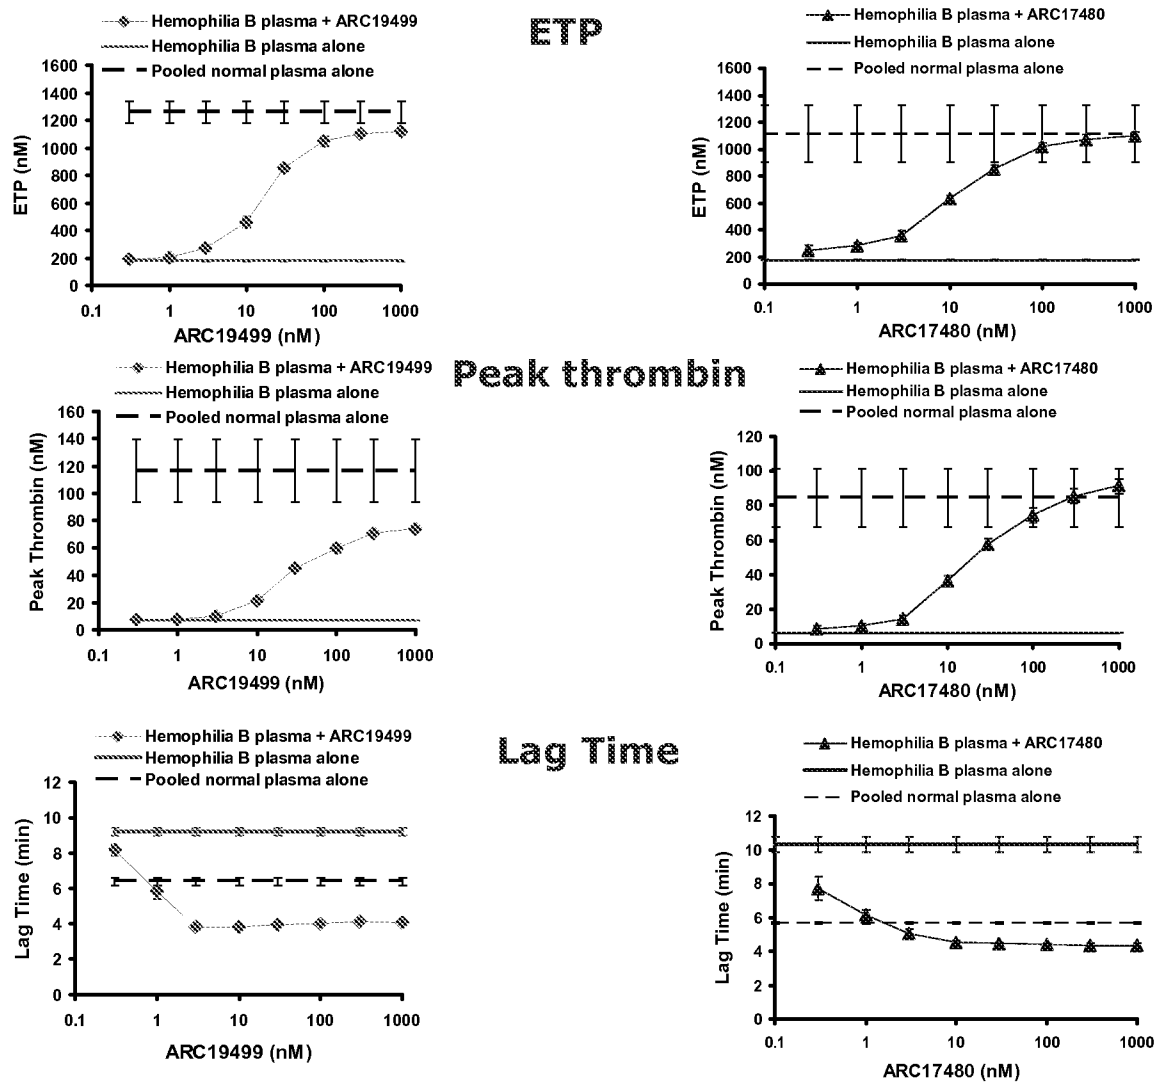 ETP
Hemophilia B plasma + ARC19499
Hemophilia B plasma alone
Pooled normal plasma alone
1600
1400
1200
1000
800
600
400
200
0
ETP (nM)
0.1 1 10 100 1000
ARC19499 (nM)
Hemophilia B plasma + ARC17480
Hemophilia B plasma alone
Pooled normal plasma alone
1600
1400
1200
1000
800
600
400
200
0
ETP (nM)
0.1 1 10 100 1000
ARC17480 (nM)
Peak thrombin
Hemophilia B plasma + ARC19499
Hemophilia B plasma alone
Pooled normal plasma alone
160
140
120
100
80
60
40
20
0
Peak Thrombin (nM)
0.1 1 10 100 1000
ARC19499 (nM)
Hemophilia B plasma + ARC17480
Hemophilia B plasma alone
Pooled normal plasma alone
120
100
80
60
40
20
0
Peak Thrombin (nM)
0.1 1 10 100 1000
ARC17480 (nM)
Lag Time
Hemophilia B plasma + ARC19499
Hemophilia B plasma alone
Pooled normal plasma alone
12
10
8
6
4
2
0
Lag Time (min)
0.1 1 10 100 1000
ARC19499 (nM)
Hemophilia B plasma + ARC17480
Hemophilia B plasma alone
Pooled normal plasma alone
12
10
8
6
4
2
0
Lag Time (min)
0.1 1 10 100 1000
ARC17480 (nM)